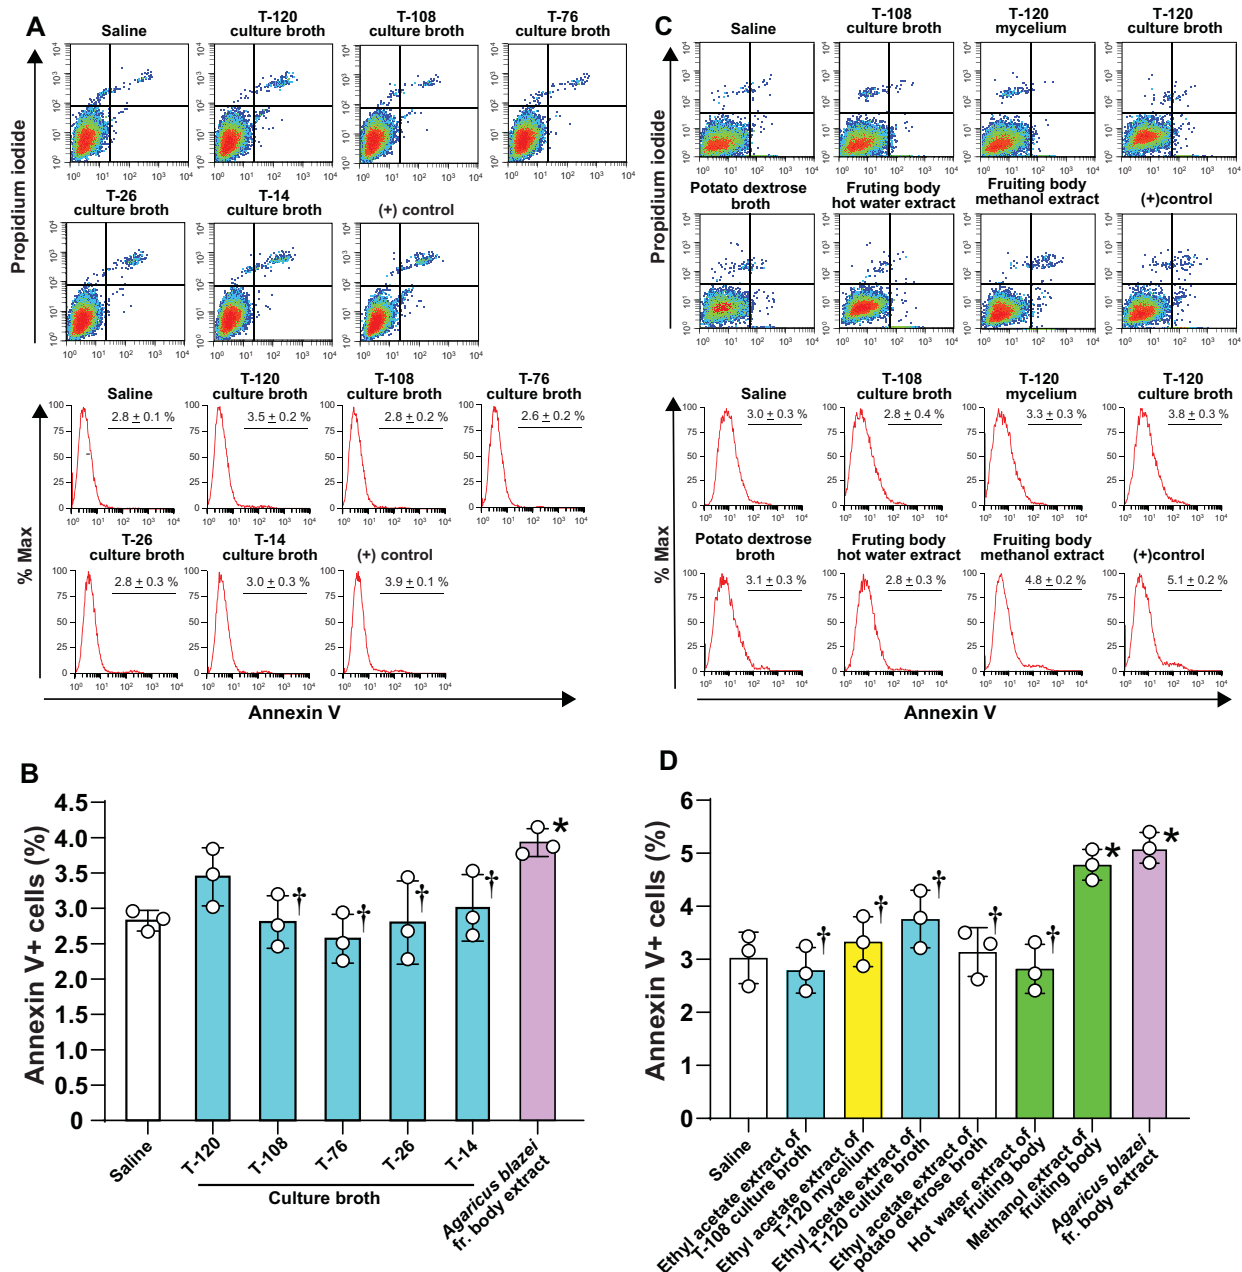 A
Saline
T-120
culture broth
T-108
culture broth
T-76
culture broth
Propidium iodide
T-26
culture broth
T-14
culture broth
(+) control
Saline
T-120
culture broth
T-108
culture broth
T-76
culture broth
2.8 ± 0.1 %
3.5 ± 0.2 %
2.8 ± 0.2 %
2.6 ± 0.2 %
% Max
T-26
culture broth
T-14
culture broth
(+) control
2.8 ± 0.3 %
3.0 ± 0.3 %
3.9 ± 0.1 %
Annexin V
C
Saline
T-108
culture broth
T-120
mycelium
T-120
culture broth
Propidium iodide
Potato dextrose
broth
Fruting body
hot water extract
Fruiting body
methanol extract
(+)control
Saline
T-108
culture broth
T-120
mycelium
T-120
culture broth
3.0 ± 0.3 %
2.8 ± 0.4 %
3.3 ± 0.3 %
3.8 ± 0.3 %
% Max
Potato dextrose
broth
Fruting body
hot water extract
Fruiting body
methanol extract
(+)control
3.1 ± 0.3 %
2.8 ± 0.3 %
4.8 ± 0.2 %
5.1 ± 0.2 %
Annexin V
B
Annexin V+ cells (%)
4.5
4.0
3.5
3.0
2.5
2.0
1.5
1.0
0.5
0
* † † † †
Saline
T-120
T-108
T-76
T-26
T-14
Culture broth
Agaricus blazei
fr. body extract
D
Annexin V+ cells (%)
6
5
4
3
2
1
0
† † † † † * *
Saline
Ethyl acetate extract of
T-108 culture broth
Ethyl acetate extract of
T-120 mycelium
Ethyl acetate extract of
T-120 culture broth
Ethyl acetate extract of
potato dextrose broth
Hot water extract of
fruiting body
Methanol extract of
fruiting body
Agaricus blazei
fr. body extract